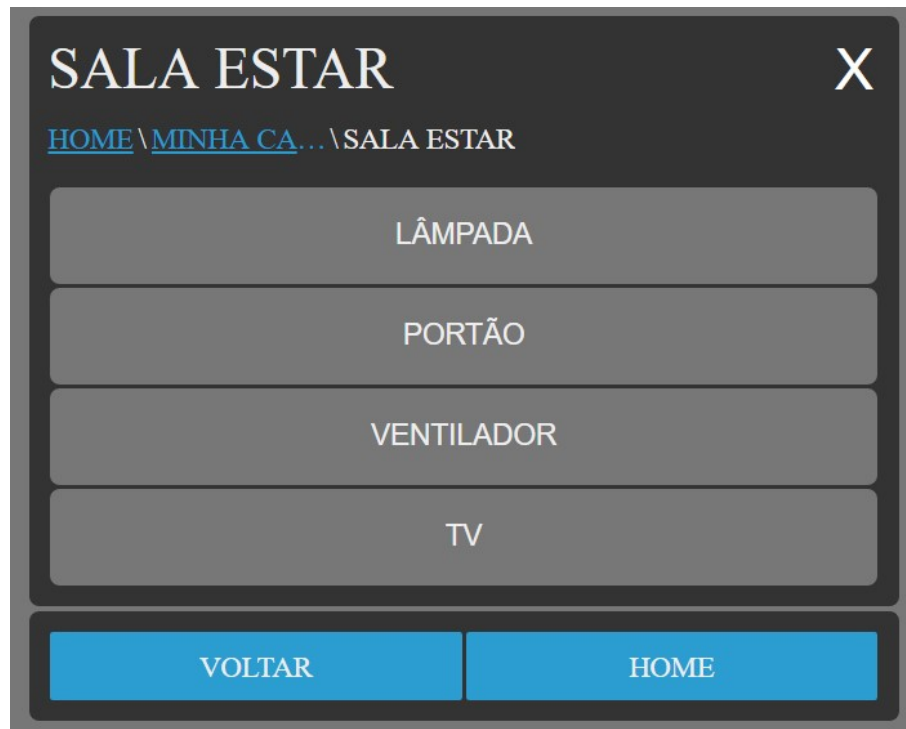 SALA ESTAR X
HOME\MINHA CA...\SALA ESTAR
LÂMPADA
PORTÃO
VENTILADOR
TV
VOLTAR HOME